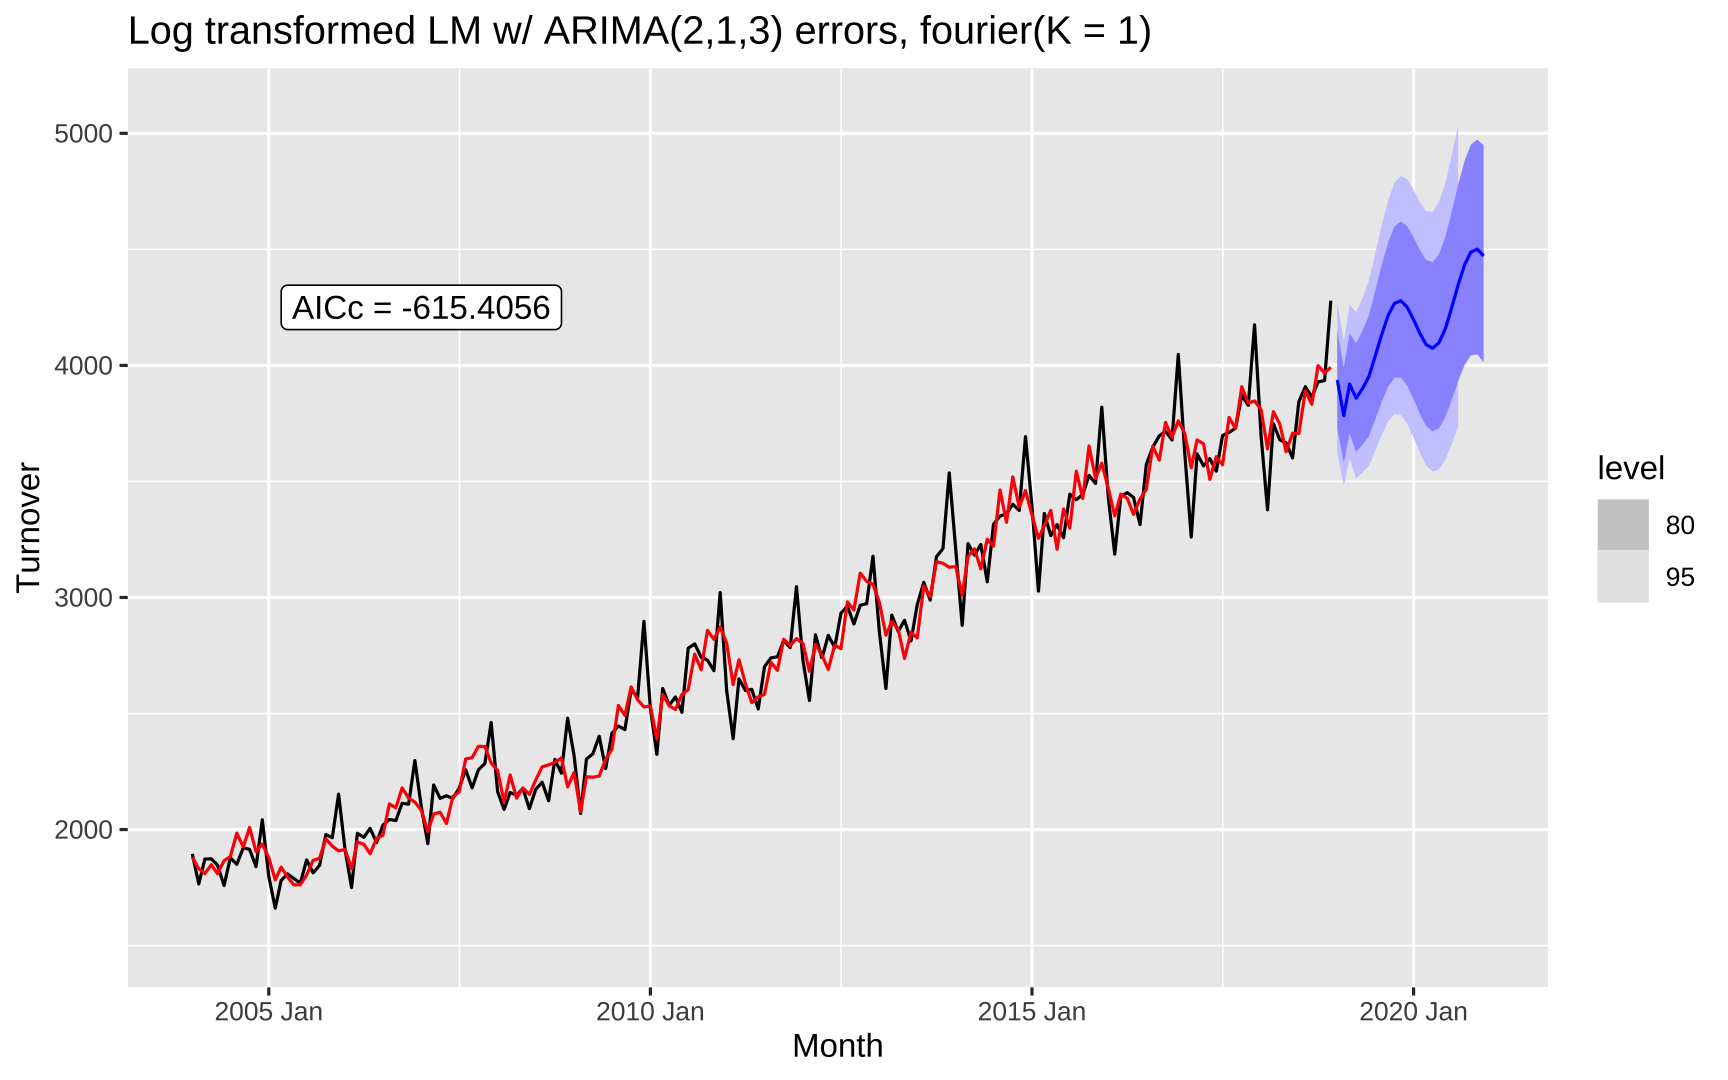 Log transformed LM w/ ARIMA(2,1,3) errors, fourier(K = 1)
5000
4000
3000
2000
AICc = -615.4056
Turnover
level
80
95
2005 Jan
2010 Jan
2015 Jan
2020 Jan
Month